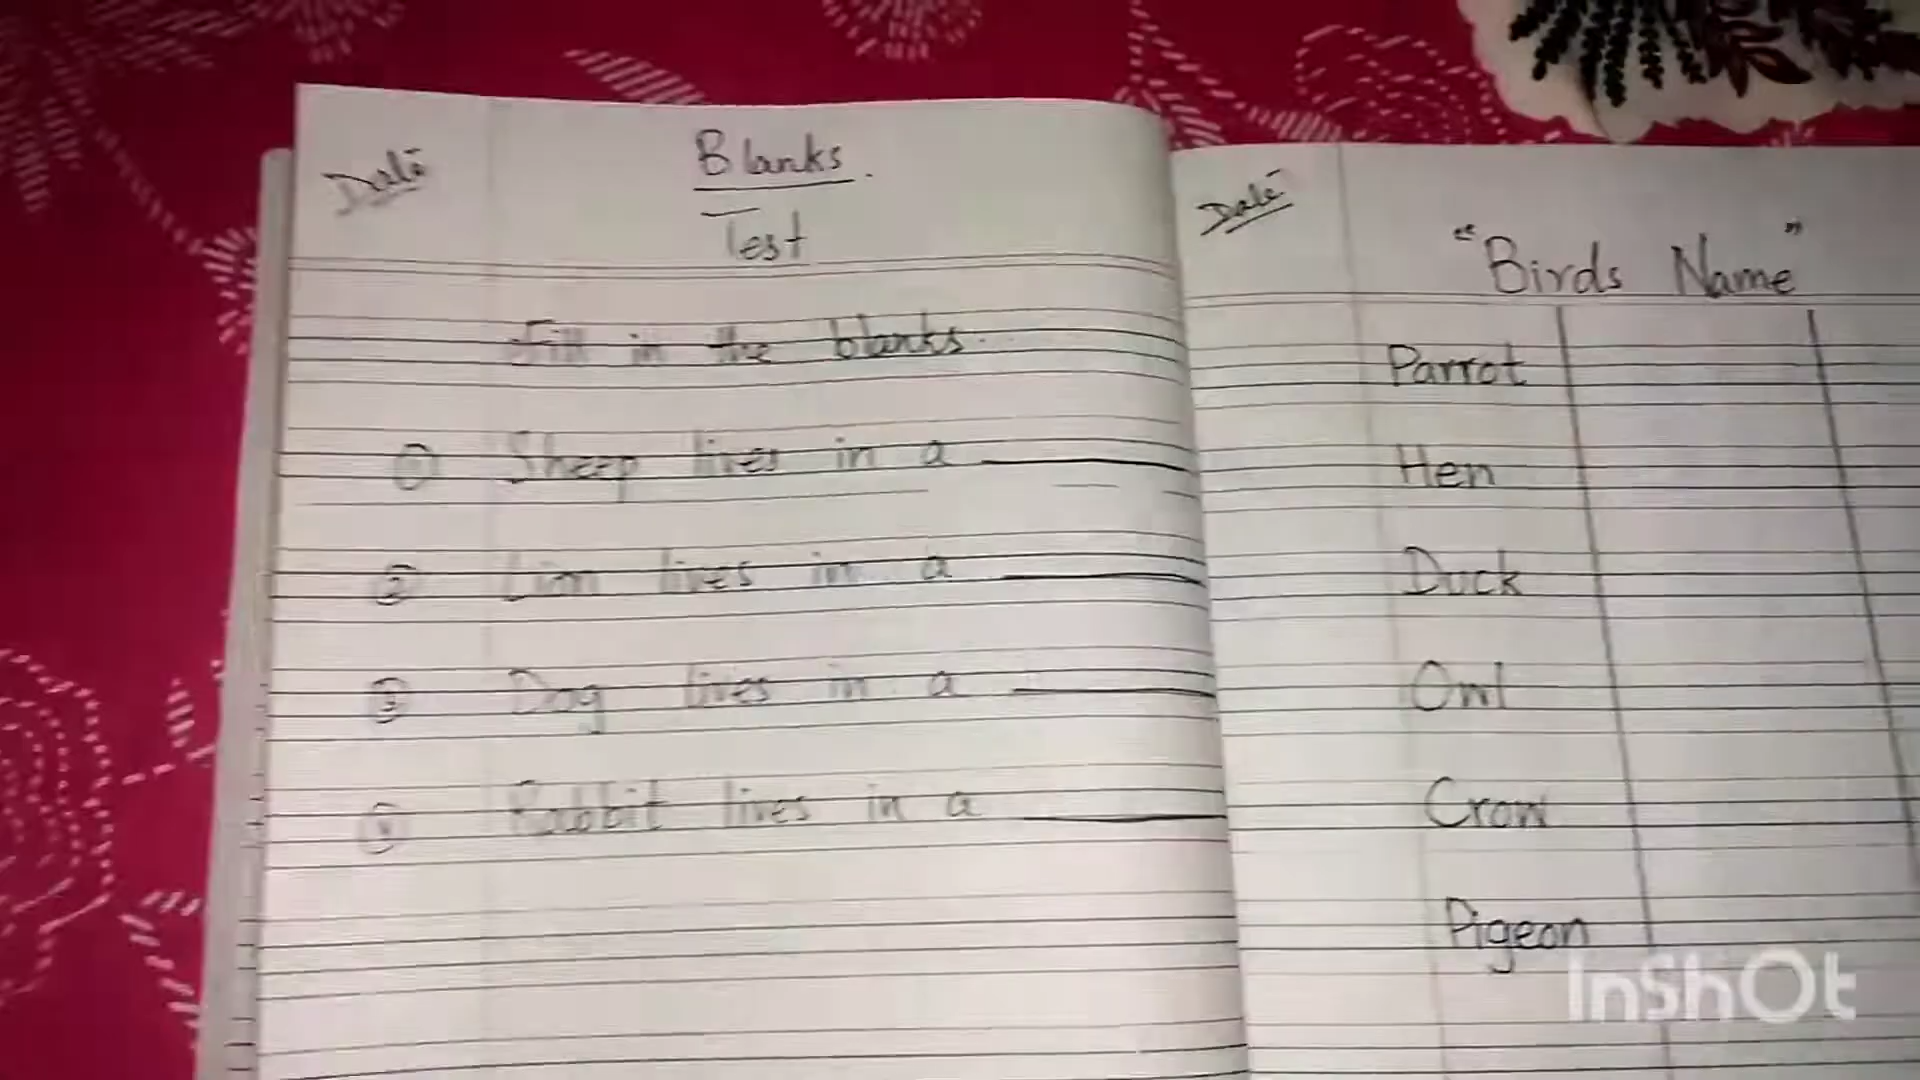 Date
Blanks.
Test
Fill in the blanks.
① Sheep lives in a
② Lion lives in a
③ Dog lives in a
④ Rabbit lives in a
Date
"Birds Name"
Parrot
Hen
Duck
Owl
Crow
Pigeon
InShOt